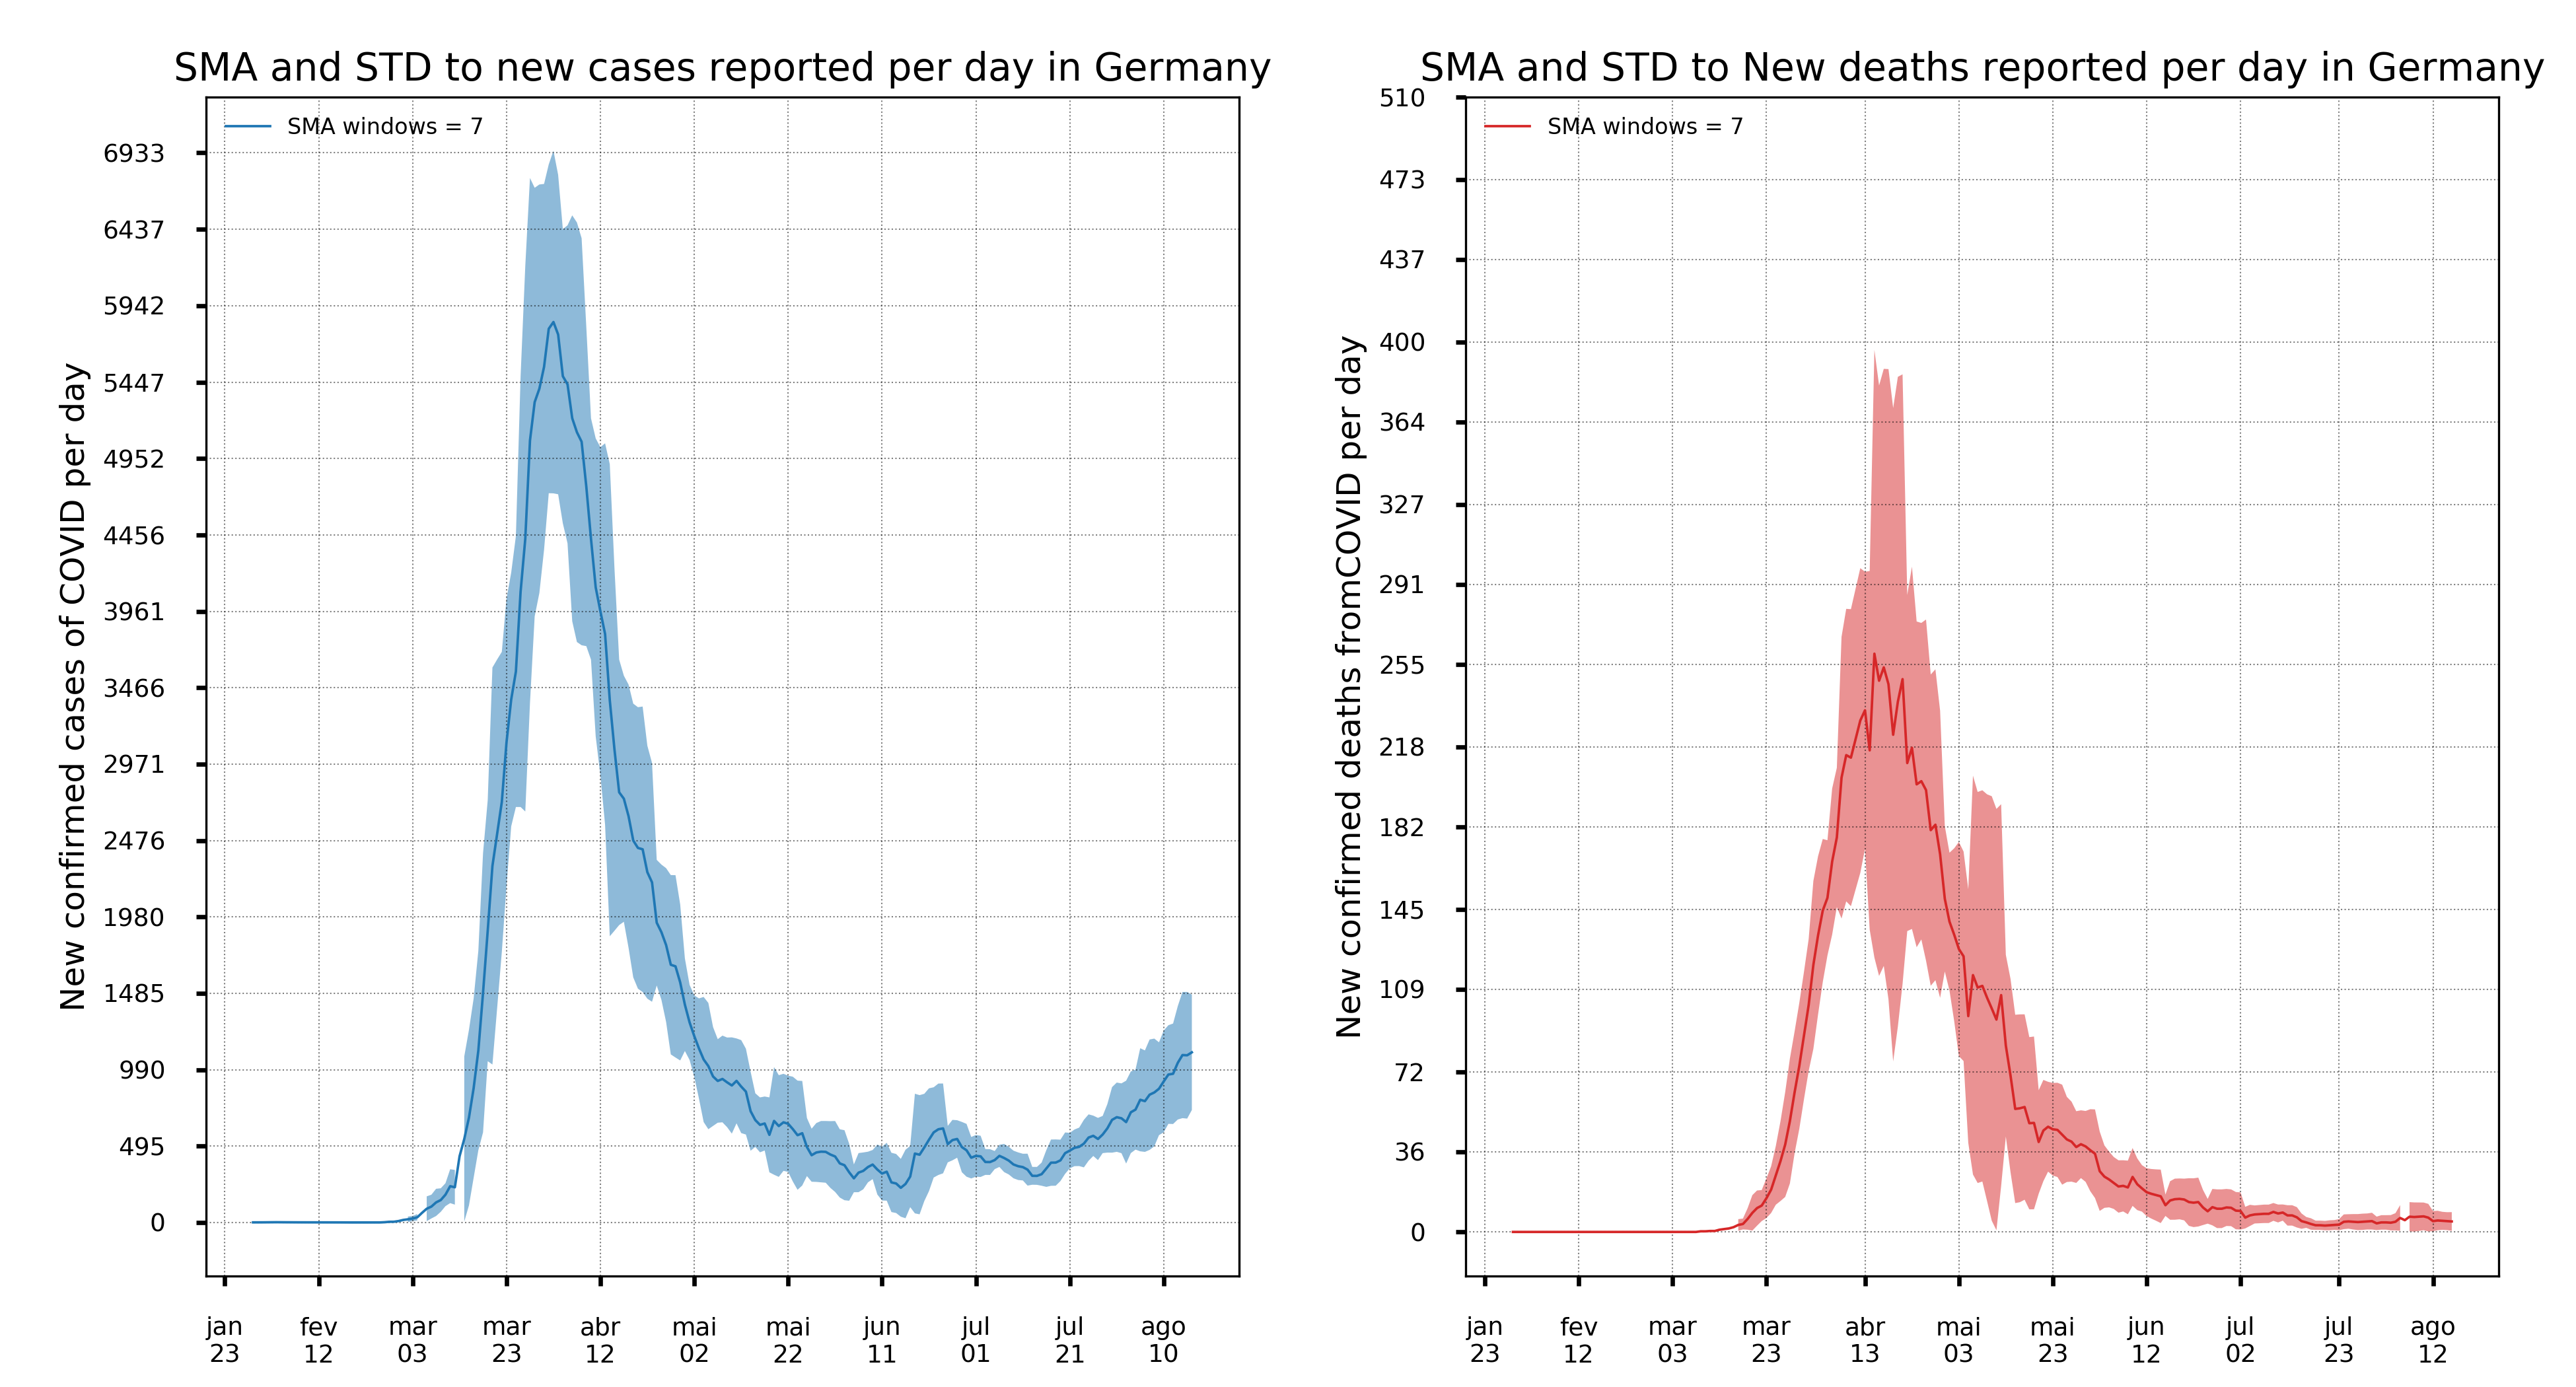 SMA and STD to new cases reported per day in Germany
SMA windows = 7
New confirmed cases of COVID per day
6933
6437
5942
5447
4952
4456
3961
3466
2971
2476
1980
1485
990
495
0
jan 23
fev 12
mar 03
mar 23
abr 12
mai 02
mai 22
jun 11
jul 01
jul 21
ago 10
SMA and STD to New deaths reported per day in Germany
SMA windows = 7
New confirmed deaths fromCOVID per day
510
473
437
400
364
327
291
255
218
182
145
109
72
36
0
jan 23
fev 12
mar 03
mar 23
abr 13
mai 03
mai 23
jun 12
jul 02
jul 23
ago 12